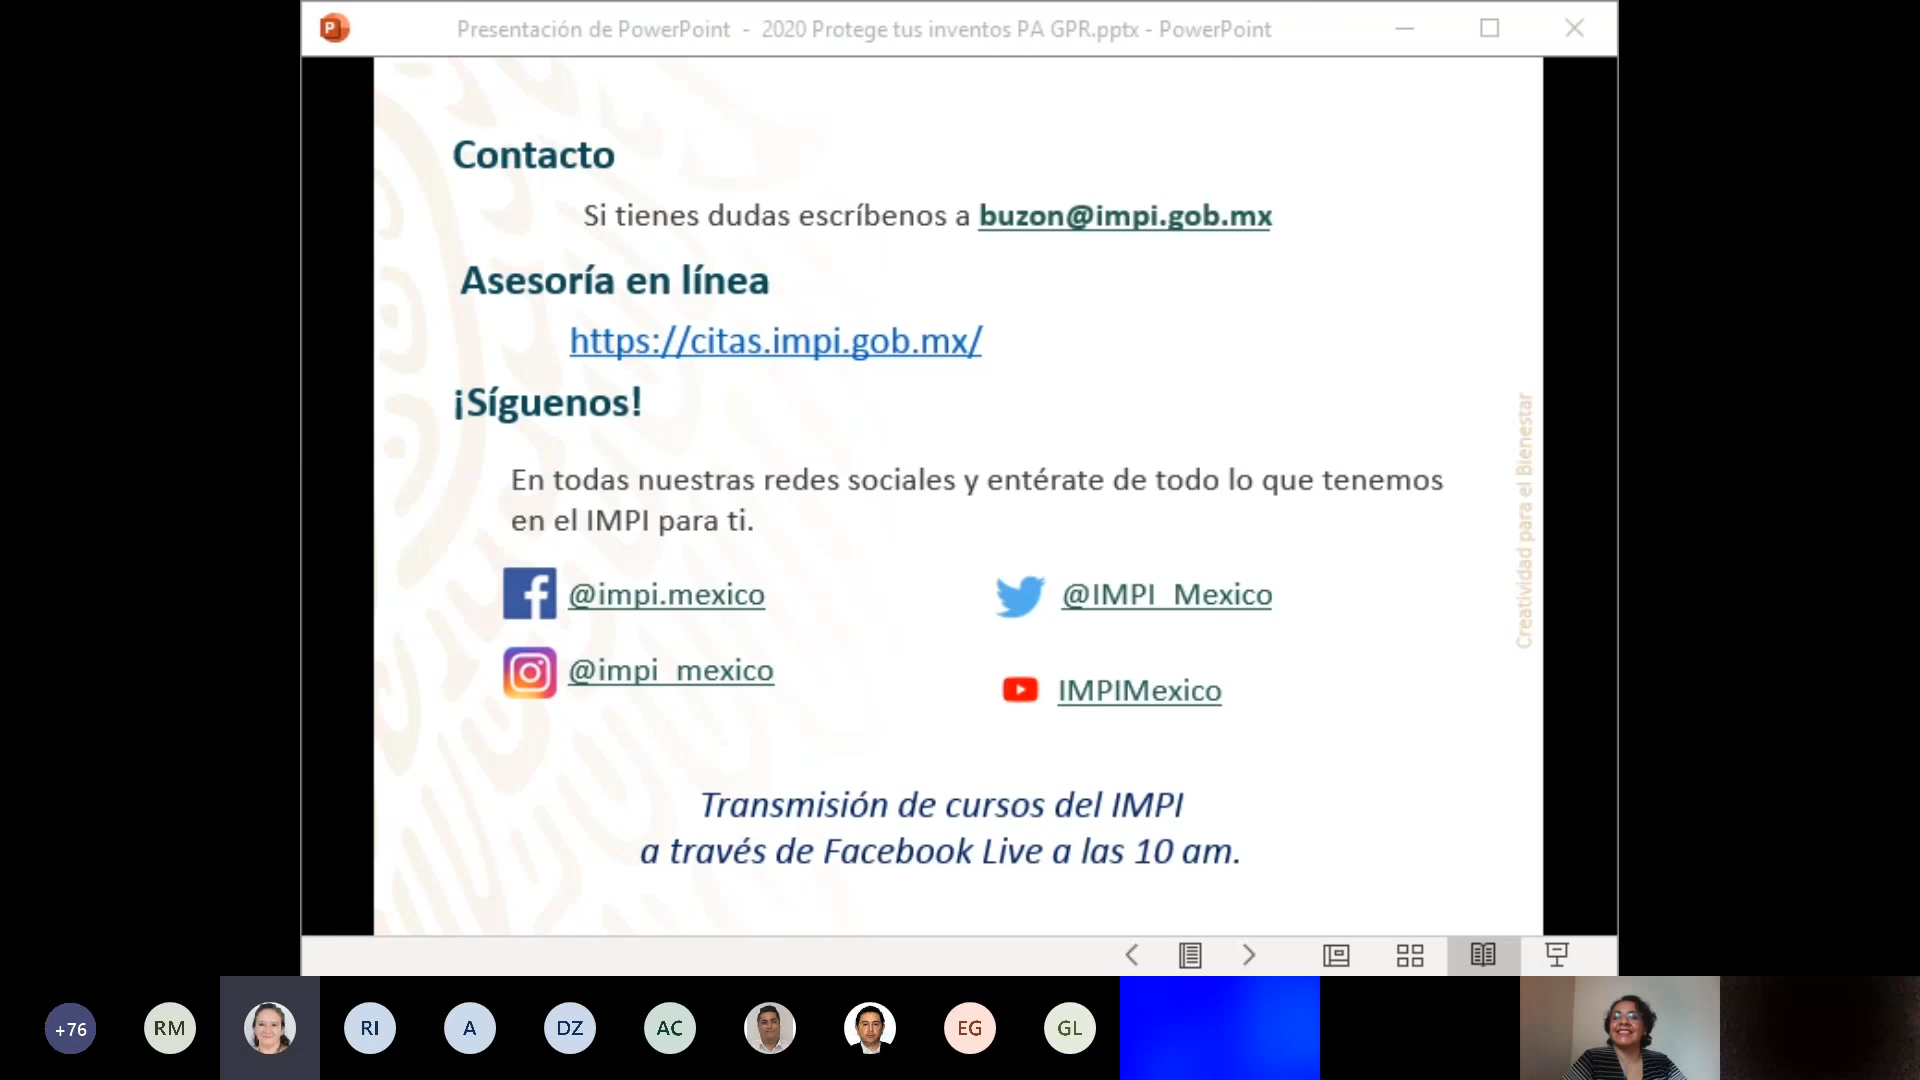 Presentación de PowerPoint - 2020 Protege tus inventos PA GPR.pptx - PowerPoint
Contacto
Si tienes dudas escríbenos a buzon@impi.gob.mx
Asesoría en línea
https://citas.impi.gob.mx/
¡Síguenos!
En todas nuestras redes sociales y entérate de todo lo que tenemos
en el IMPI para ti.
@impi.mexico
@IMPI_Mexico
@impi_mexico
IMPIMexico
Transmisión de cursos del IMPI
a través de Facebook Live a las 10 am.
Creatividad para el Bienestar
+76
RM
RI
A
DZ
AC
EG
GL